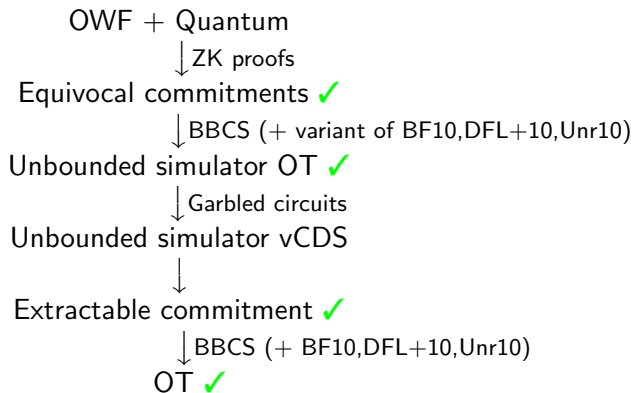 OWF + Quantum
ZK proofs
Equivocal commitments ✓
BBCS (+ variant of BF10,DFL+10,Unr10)
Unbounded simulator OT ✓
Garbled circuits
Unbounded simulator vCDS
Extractable commitment ✓
BBCS (+ BF10,DFL+10,Unr10)
OT ✓